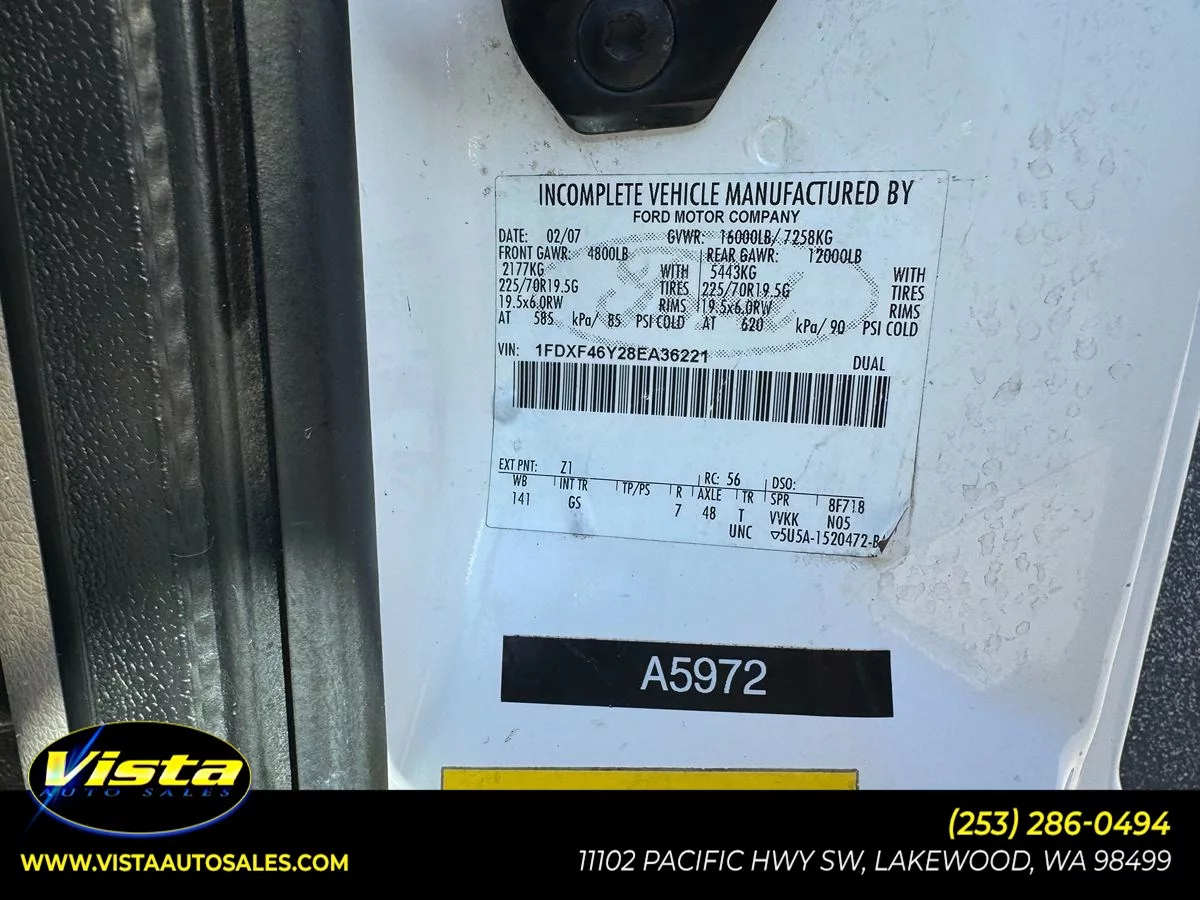 INCOMPLETE VEHICLE MANUFACTURED BY
FORD MOTOR COMPANY
DATE: 02/07 GVWR: 16000LB/ 7258KG
FRONT GAWR: 4800LB REAR GAWR: 12000LB
2177KG WITH 5443KG WITH
225/70R19.5G TIRES 225/70R19.5G TIRES
19.5x6.0RW RIMS 19.5x6.0RW RIMS
AT 585 kPa/ 85 PSI COLD AT 620 kPa/ 90 PSI COLD
VIN: 1FDXF46Y28EA36221 DUAL
EXT PNT: Z1 RC: 56 DSO:
WB INT TR TP/PS R AXLE TR SPR 8F718
141 GS 7 48 T VVKK N05
UNC ▽5U5A-1520472-B
A5972
Vista
AUTO SALES
WWW.VISTAAUTOSALES.COM
(253) 286-0494
11102 PACIFIC HWY SW, LAKEWOOD, WA 98499